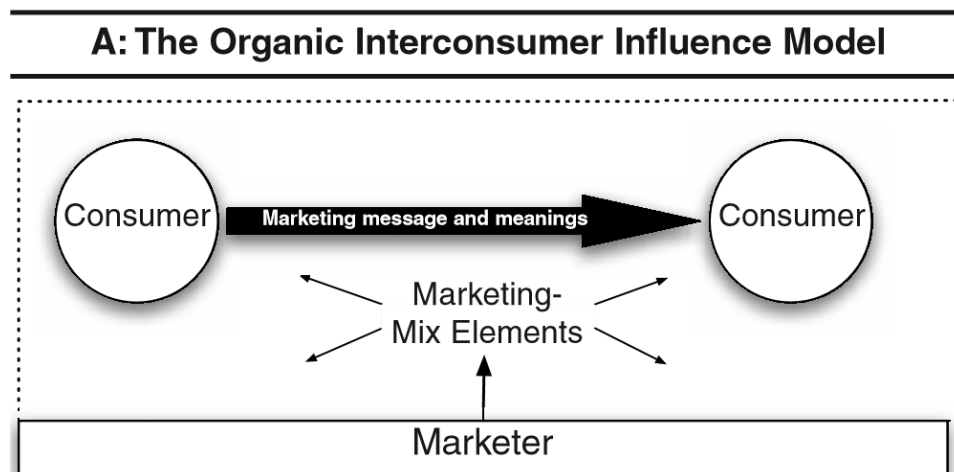 A: The Organic Interconsumer Influence Model
Consumer
Marketing message and meanings
Consumer
Marketing-
Mix Elements
Marketer